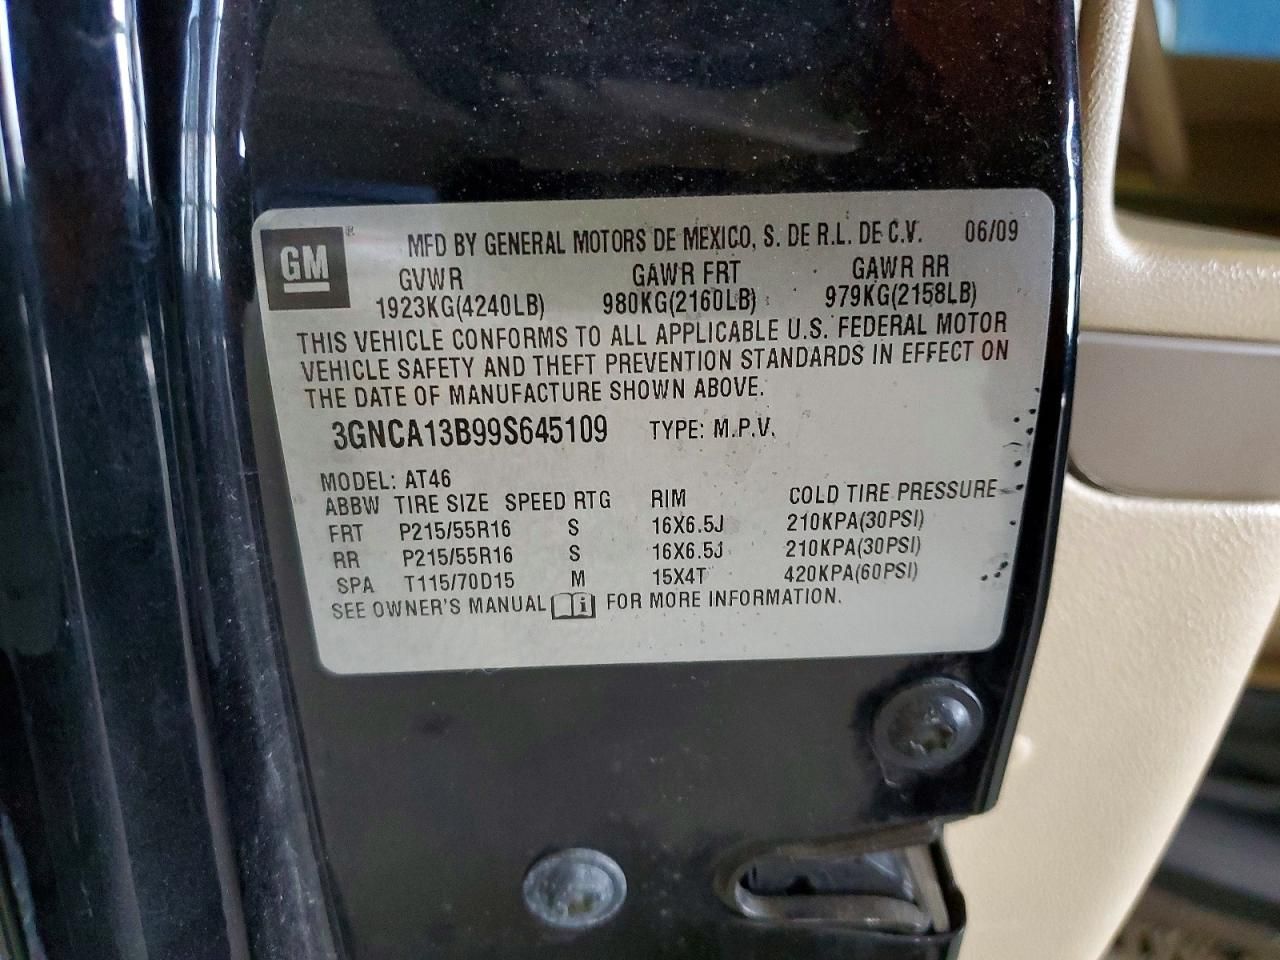 GM® MFD BY GENERAL MOTORS DE MEXICO, S. DE R.L. DE C.V. 06/09
GVWR GAWR FRT GAWR RR
1923KG(4240LB) 980KG(2160LB) 979KG(2158LB)
THIS VEHICLE CONFORMS TO ALL APPLICABLE U.S. FEDERAL MOTOR
VEHICLE SAFETY AND THEFT PREVENTION STANDARDS IN EFFECT ON
THE DATE OF MANUFACTURE SHOWN ABOVE.
3GNCA13B99S645109 TYPE: M.P.V.
MODEL: AT46
ABBW TIRE SIZE SPEED RTG RIM COLD TIRE PRESSURE
FRT P215/55R16 S 16X6.5J 210KPA(30PSI)
RR P215/55R16 S 16X6.5J 210KPA(30PSI)
SPA T115/70D15 M 15X4T 420KPA(60PSI)
SEE OWNER'S MANUAL i FOR MORE INFORMATION.